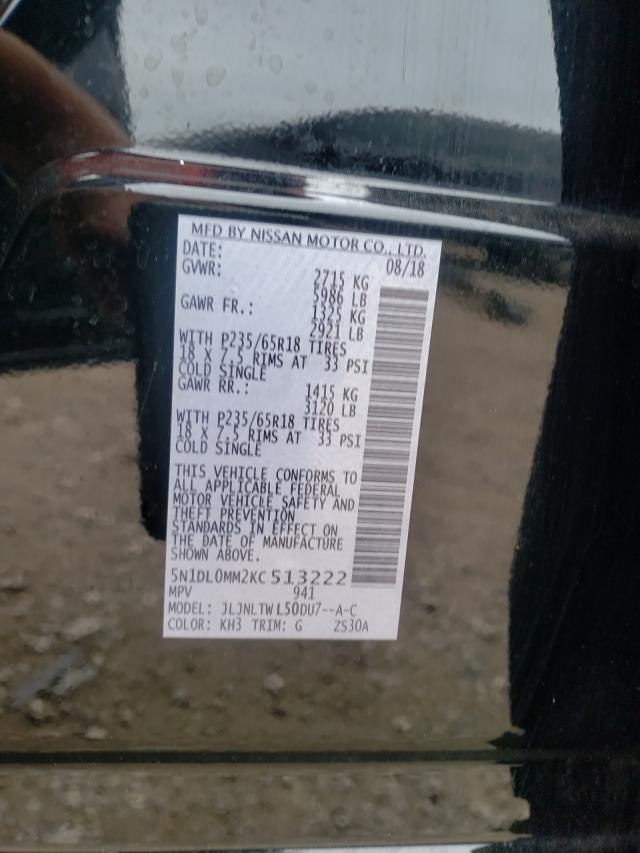 MFD BY NISSAN MOTOR CO., LTD.
DATE: 08/18
GVWR: 2715 KG
5986 LB
GAWR FR.: 1325 KG
2921 LB
WITH P235/65R18 TIRES
18 X 7.5 RIMS AT 33 PSI
COLD SINGLE
GAWR RR.: 1415 KG
3120 LB
WITH P235/65R18 TIRES
18 X 7.5 RIMS AT 33 PSI
COLD SINGLE
THIS VEHICLE CONFORMS TO
ALL APPLICABLE FEDERAL
MOTOR VEHICLE SAFETY AND
THEFT PREVENTION
STANDARDS IN EFFECT ON
THE DATE OF MANUFACTURE
SHOWN ABOVE.
5N1DL0MM2KC513222
MPV 941
MODEL: JLJNLTWL50DU7--A-C
COLOR: KH3 TRIM: G ZS30A